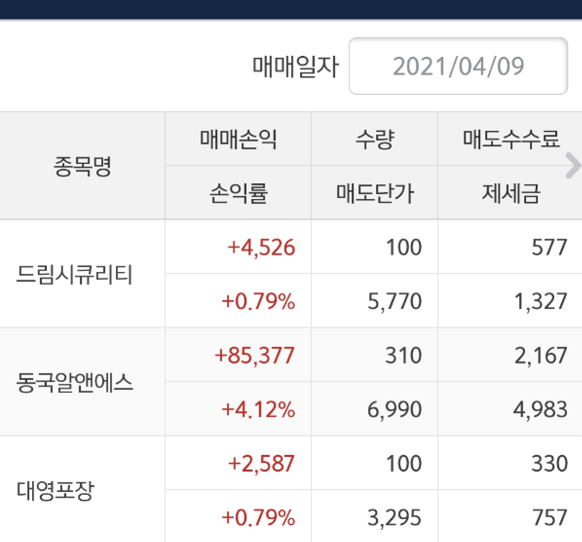 매매일자 2021/04/09
종목명 매매손익 수량 매도수수료
손익률 매도단가 제세금
드림시큐리티 +4,526 100 577
+0.79% 5,770 1,327
동국알앤에스 +85,377 310 2,167
+4.12% 6,990 4,983
대영포장 +2,587 100 330
+0.79% 3,295 757